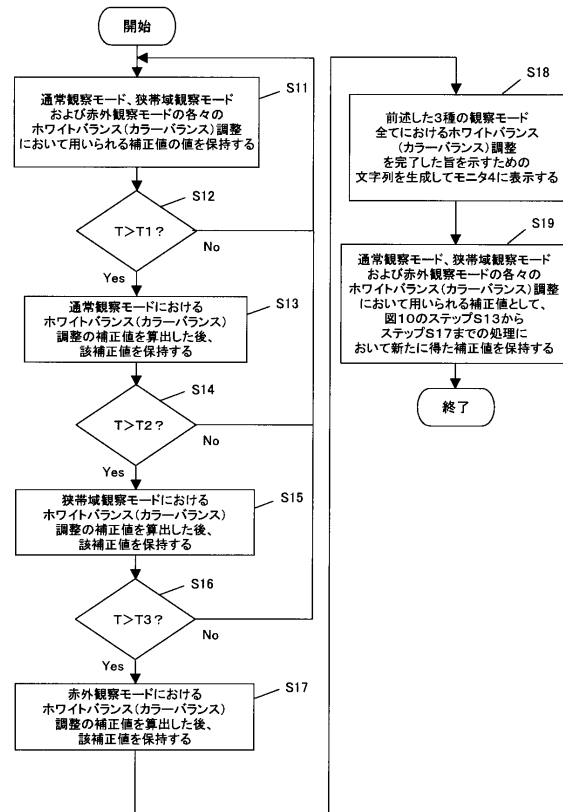 開始
S11
通常観察モード、狭帯域観察モード
および赤外観察モードの各々の
ホワイトバランス(カラーバランス)調整
において用いられる補正値の値を保持する
S12
T>T1?
No
Yes
S13
通常観察モードにおける
ホワイトバランス(カラーバランス)
調整の補正値を算出した後、
該補正値を保持する
S14
T>T2?
No
Yes
S15
狭帯域観察モードにおける
ホワイトバランス(カラーバランス)
調整の補正値を算出した後、
該補正値を保持する
S16
T>T3?
No
Yes
S17
赤外観察モードにおける
ホワイトバランス(カラーバランス)
調整の補正値を算出した後、
該補正値を保持する
S18
前述した3種の観察モード
全てにおけるホワイトバランス
(カラーバランス)調整
を完了した旨を示すための
文字列を生成してモニタ4に表示する
S19
通常観察モード、狭帯域観察モード
および赤外観察モードの各々の
ホワイトバランス(カラーバランス)調整
において用いられる補正値として、
図10のステップS13から
ステップS17までの処理に
おいて新たに得た補正値を保持する
終了